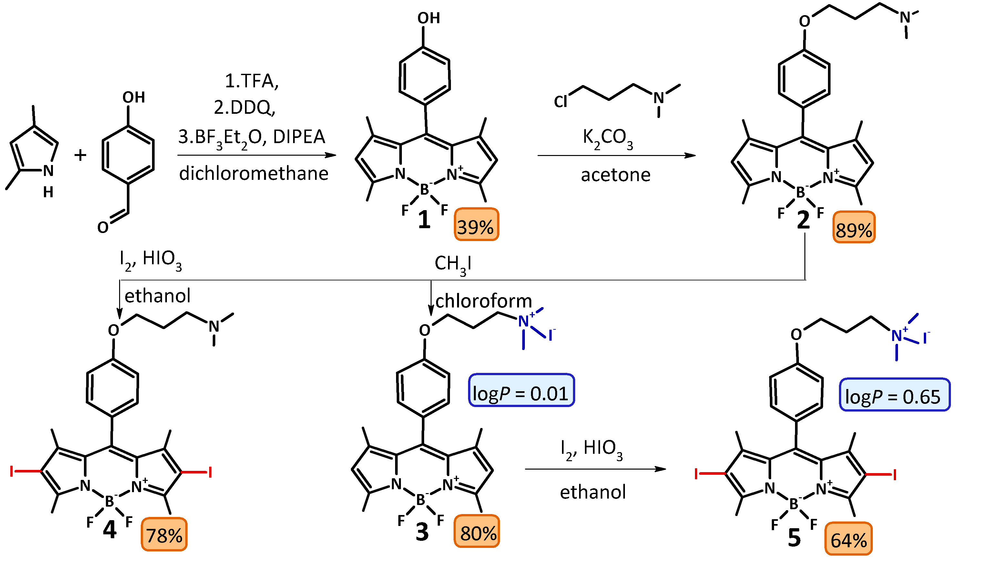 OH
N
H
+
OH
O
1.TFA,
2.DDQ,
3.BF₃Et₂O, DIPEA
dichloromethane
OH
N
N⁺
B⁻
F
F
1
39%
Cl
N
K₂CO₃
acetone
O
N
N
N⁺
B⁻
F
F
2
89%
I₂, HIO₃
ethanol
CH₃I
chloroform
O
N
I
I
N
N⁺
B⁻
F
F
4
78%
O
N⁺
I⁻
logP = 0.01
N
N⁺
B⁻
F
F
3
80%
I₂, HIO₃
ethanol
O
N⁺
I⁻
logP = 0.65
I
I
N
N⁺
B⁻
F
F
5
64%